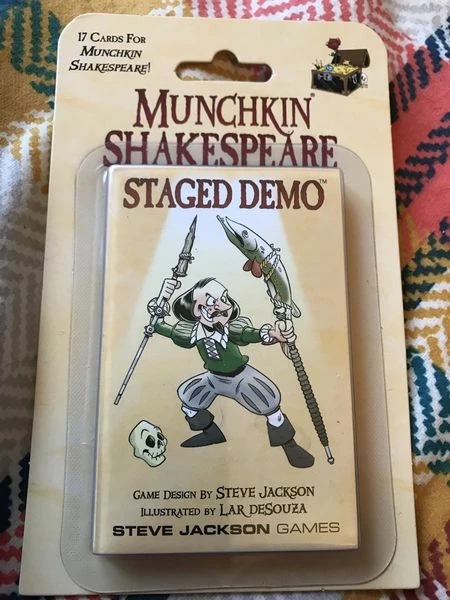 17 Cards For
Munchkin
Shakespeare!
Munchkin®
Shakespeare
Staged Demo™
Game Design By Steve Jackson
Illustrated by Lar deSouza
STEVE JACKSON GAMES